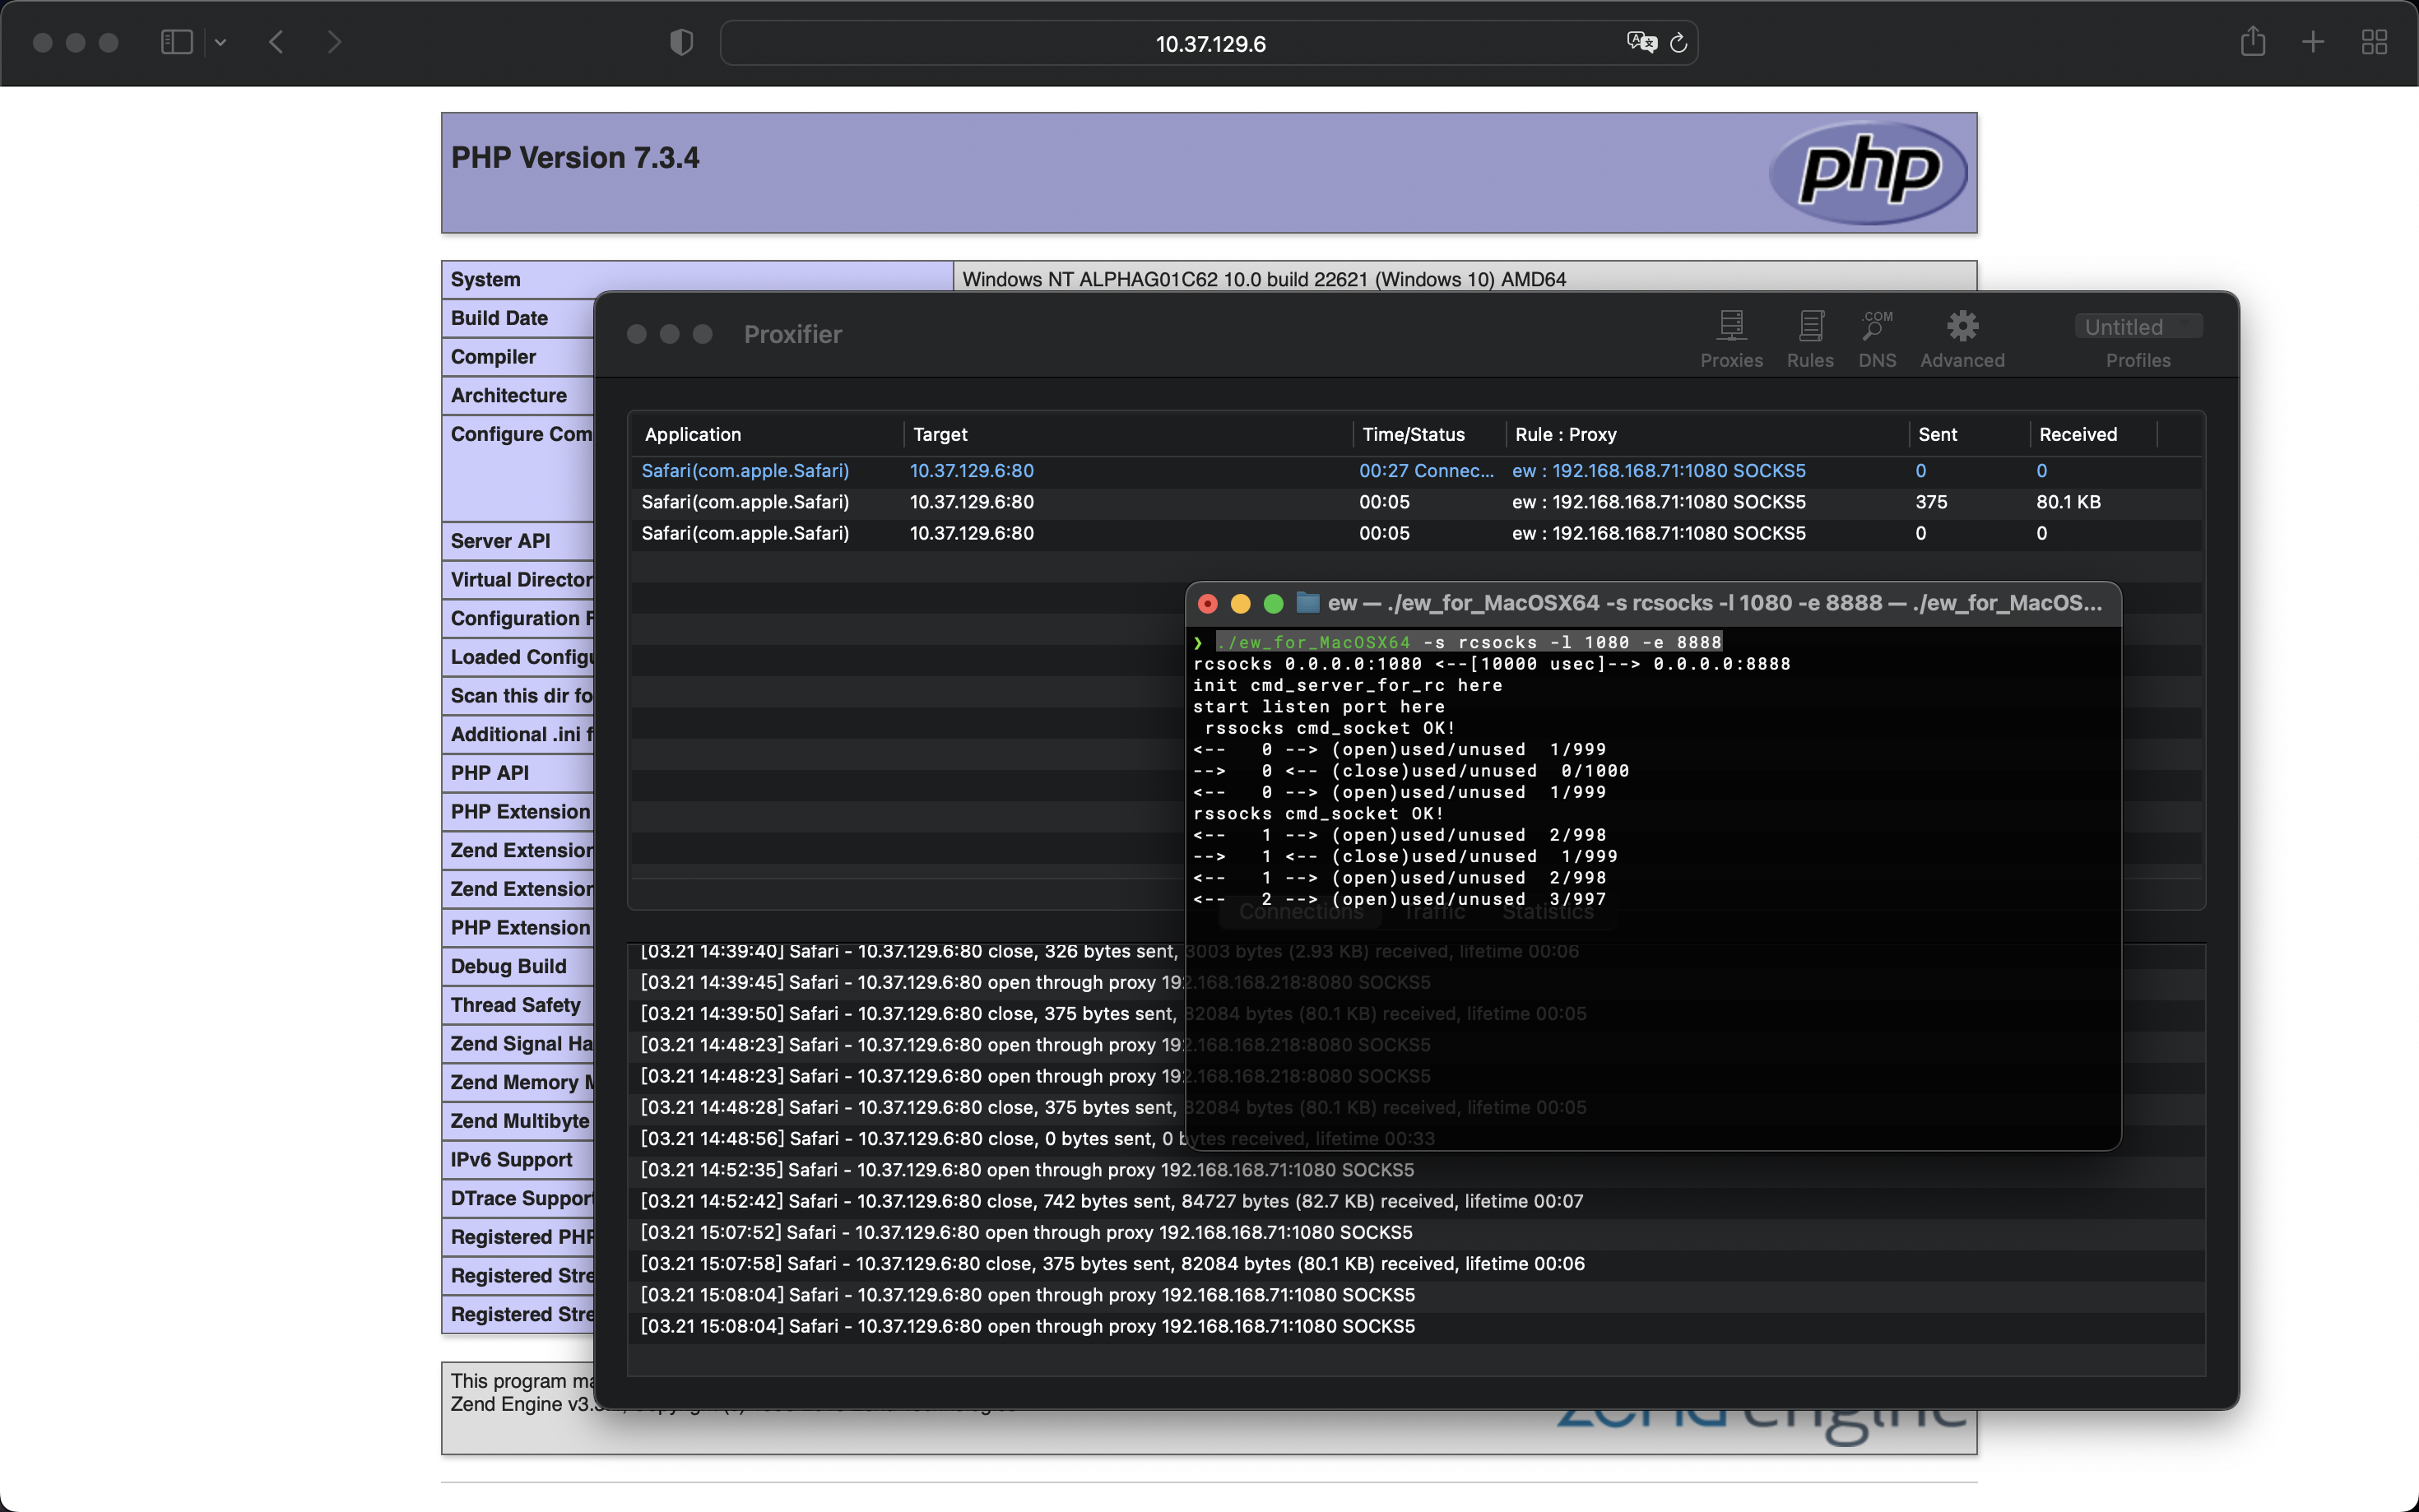 10.37.129.6
PHP Version 7.3.4
php
System Windows NT ALPHAG01C62 10.0 build 22621 (Windows 10) AMD64
Build Date
Compiler
Architecture
Configure Com
Server API
Virtual Director
Configuration F
Loaded Configu
Scan this dir fo
Additional .ini f
PHP API
PHP Extension
Zend Extension
Zend Extension
PHP Extension
Debug Build
Thread Safety
Zend Signal Ha
Zend Memory M
Zend Multibyte
IPv6 Support
DTrace Support
Registered PHP
Registered Stre
Registered Stre
This program ma
Zend Engine v3.
zend engine
Proxifier
.COM
Untitled
Proxies Rules DNS Advanced Profiles
Application Target Time/Status Rule : Proxy Sent Received
Safari(com.apple.Safari) 10.37.129.6:80 00:27 Connec... ew : 192.168.168.71:1080 SOCKS5 0 0
Safari(com.apple.Safari) 10.37.129.6:80 00:05 ew : 192.168.168.71:1080 SOCKS5 375 80.1 KB
Safari(com.apple.Safari) 10.37.129.6:80 00:05 ew : 192.168.168.71:1080 SOCKS5 0 0
ew — ./ew_for_MacOSX64 -s rcsocks -l 1080 -e 8888 — ./ew_for_MacOS...
❯ ./ew_for_MacOSX64 -s rcsocks -l 1080 -e 8888
rcsocks 0.0.0.0:1080 <--[10000 usec]--> 0.0.0.0:8888
init cmd_server_for_rc here
start listen port here
rssocks cmd_socket OK!
<-- 0 --> (open)used/unused 1/999
--> 0 <-- (close)used/unused 0/1000
<-- 0 --> (open)used/unused 1/999
rssocks cmd_socket OK!
<-- 1 --> (open)used/unused 2/998
--> 1 <-- (close)used/unused 1/999
<-- 1 --> (open)used/unused 2/998
<-- 2 --> (open)used/unused 3/997
Connections Traffic Statistics
[03.21 14:39:40] Safari - 10.37.129.6:80 close, 326 bytes sent, 3003 bytes (2.93 KB) received, lifetime 00:06
[03.21 14:39:45] Safari - 10.37.129.6:80 open through proxy 192.168.168.218:8080 SOCKS5
[03.21 14:39:50] Safari - 10.37.129.6:80 close, 375 bytes sent, 82084 bytes (80.1 KB) received, lifetime 00:05
[03.21 14:48:23] Safari - 10.37.129.6:80 open through proxy 192.168.168.218:8080 SOCKS5
[03.21 14:48:23] Safari - 10.37.129.6:80 open through proxy 192.168.168.218:8080 SOCKS5
[03.21 14:48:28] Safari - 10.37.129.6:80 close, 375 bytes sent, 82084 bytes (80.1 KB) received, lifetime 00:05
[03.21 14:48:56] Safari - 10.37.129.6:80 close, 0 bytes sent, 0 bytes received, lifetime 00:33
[03.21 14:52:35] Safari - 10.37.129.6:80 open through proxy 192.168.168.71:1080 SOCKS5
[03.21 14:52:42] Safari - 10.37.129.6:80 close, 742 bytes sent, 84727 bytes (82.7 KB) received, lifetime 00:07
[03.21 15:07:52] Safari - 10.37.129.6:80 open through proxy 192.168.168.71:1080 SOCKS5
[03.21 15:07:58] Safari - 10.37.129.6:80 close, 375 bytes sent, 82084 bytes (80.1 KB) received, lifetime 00:06
[03.21 15:08:04] Safari - 10.37.129.6:80 open through proxy 192.168.168.71:1080 SOCKS5
[03.21 15:08:04] Safari - 10.37.129.6:80 open through proxy 192.168.168.71:1080 SOCKS5